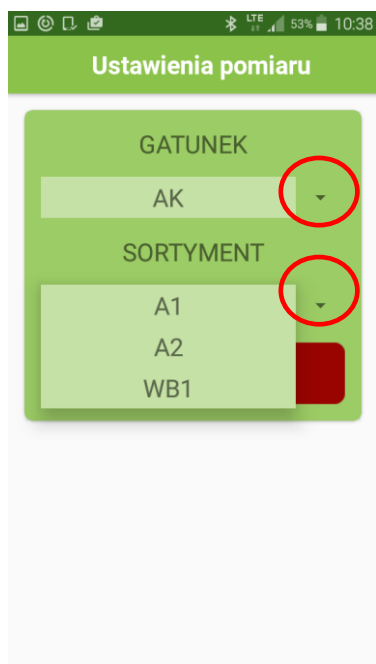 LTE 53% 10:38
Ustawienia pomiaru
GATUNEK
AK
SORTYMENT
A1
A2
WB1